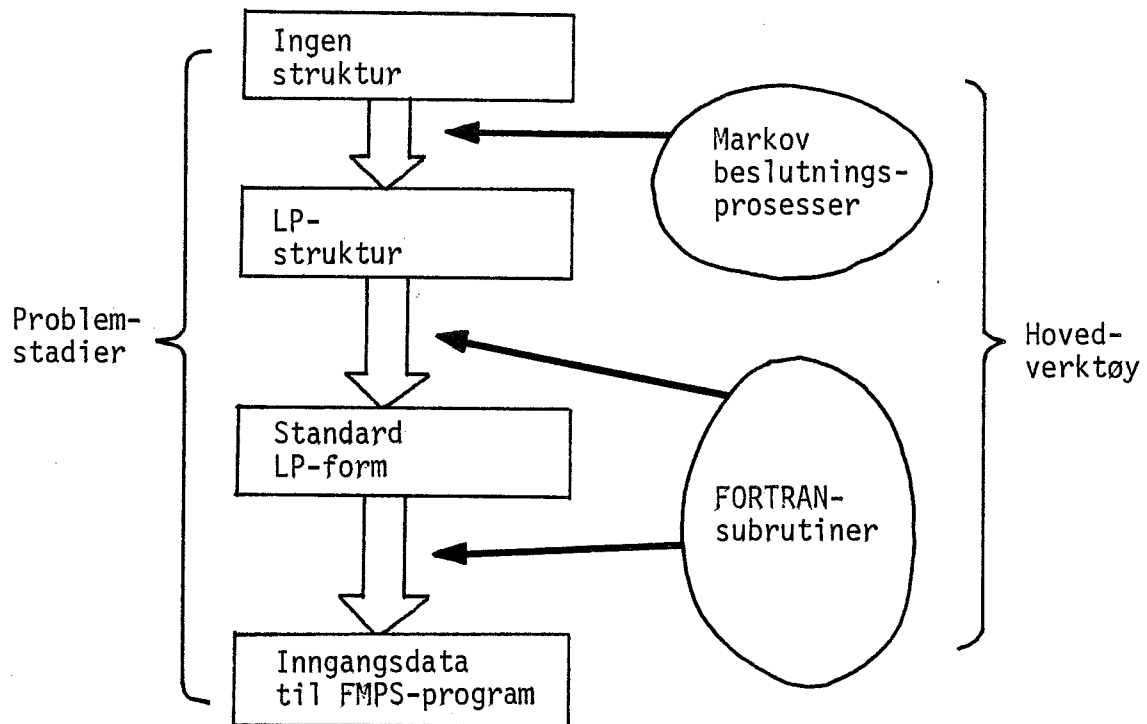 Ingen
struktur
Markov
beslutnings-
prosesser
LP-
struktur
Problem-
stadier
Hoved-
verktøy
Standard
LP-form
FORTRAN-
subrutiner
Inngangsdata
til FMPS-program